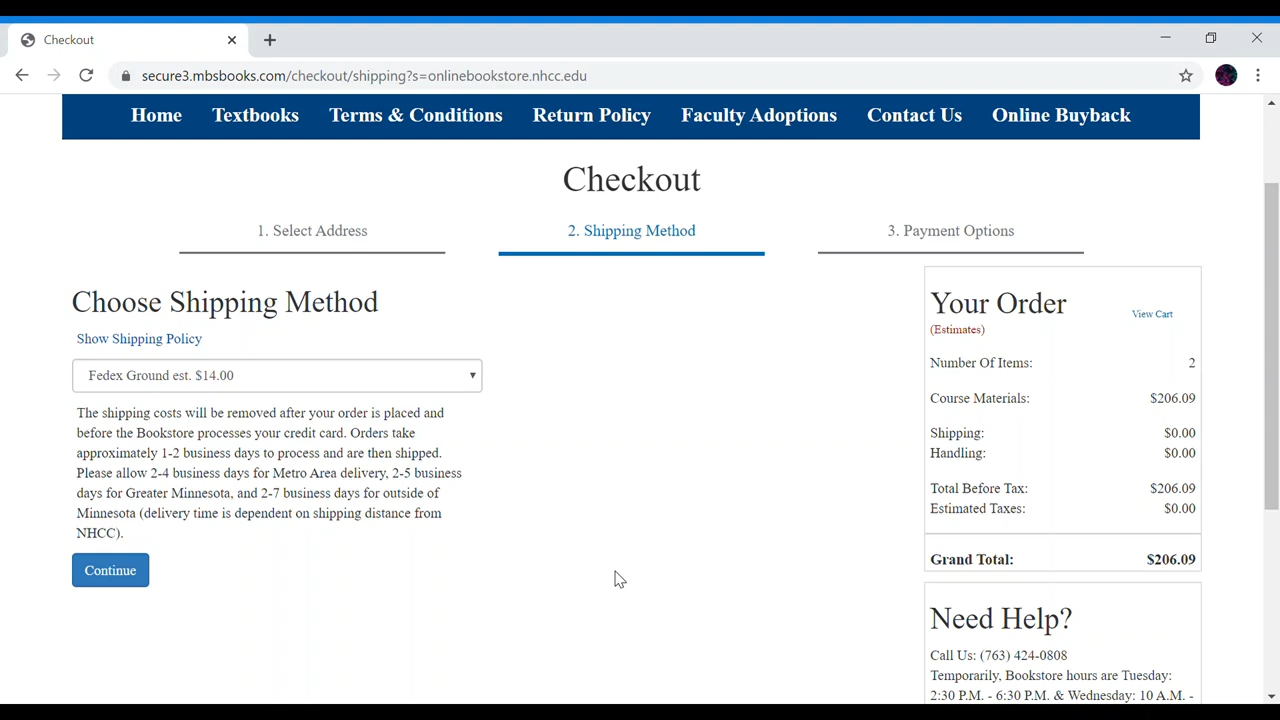 Checkout
secure3.mbsbooks.com/checkout/shipping?s=onlinebookstore.nhcc.edu
Home Textbooks Terms & Conditions Return Policy Faculty Adoptions Contact Us Online Buyback
Checkout
1. Select Address 2. Shipping Method 3. Payment Options
Choose Shipping Method
Show Shipping Policy
Fedex Ground est. $14.00
The shipping costs will be removed after your order is placed and
before the Bookstore processes your credit card. Orders take
approximately 1-2 business days to process and are then shipped.
Please allow 2-4 business days for Metro Area delivery, 2-5 business
days for Greater Minnesota, and 2-7 business days for outside of
Minnesota (delivery time is dependent on shipping distance from
NHCC).
Continue
Your Order View Cart
(Estimates)
Number Of Items: 2
Course Materials: $206.09
Shipping: $0.00
Handling: $0.00
Total Before Tax: $206.09
Estimated Taxes: $0.00
Grand Total: $206.09
Need Help?
Call Us: (763) 424-0808
Temporarily, Bookstore hours are Tuesday:
2:30 P.M. - 6:30 P.M. & Wednesday: 10 A.M. -